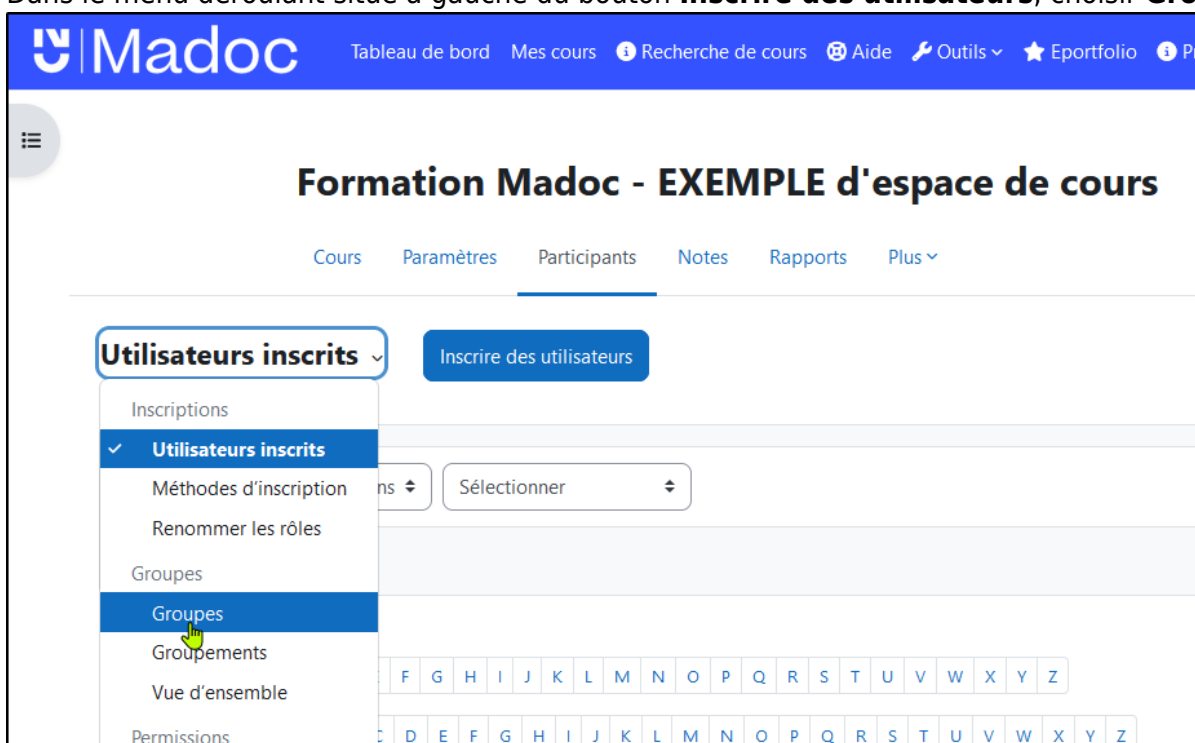 Dans le menu déroulant situé à gauche du bouton Inscrire des utilisateurs, choisir Gro
Madoc Tableau de bord Mes cours Recherche de cours Aide Outils Eportfolio
Formation Madoc - EXEMPLE d'espace de cours
Cours Paramètres Participants Notes Rapports Plus
Utilisateurs inscrits Inscrire des utilisateurs
Inscriptions
Utilisateurs inscrits
Méthodes d'inscription ns Sélectionner
Renommer les rôles
Groupes
Groupes
Groupements
F G H I J K L M N O P Q R S T U V W X Y Z
Vue d'ensemble
Permissions D E F G H I J K L M N O P Q R S T U V W X Y Z